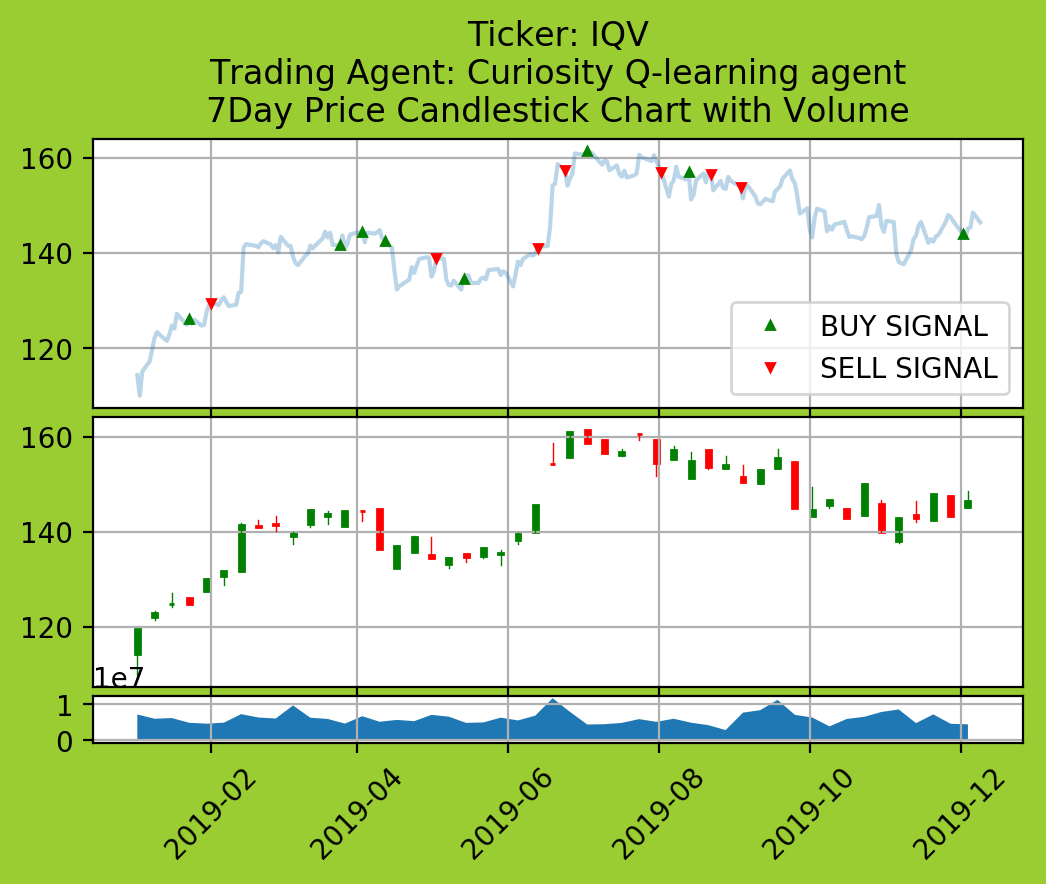 Ticker: IQV
Trading Agent: Curiosity Q-learning agent
7Day Price Candlestick Chart with Volume
160
140
120
BUY SIGNAL
SELL SIGNAL
160
140
120
1e7
1
0
2019-02
2019-04
2019-06
2019-08
2019-10
2019-12